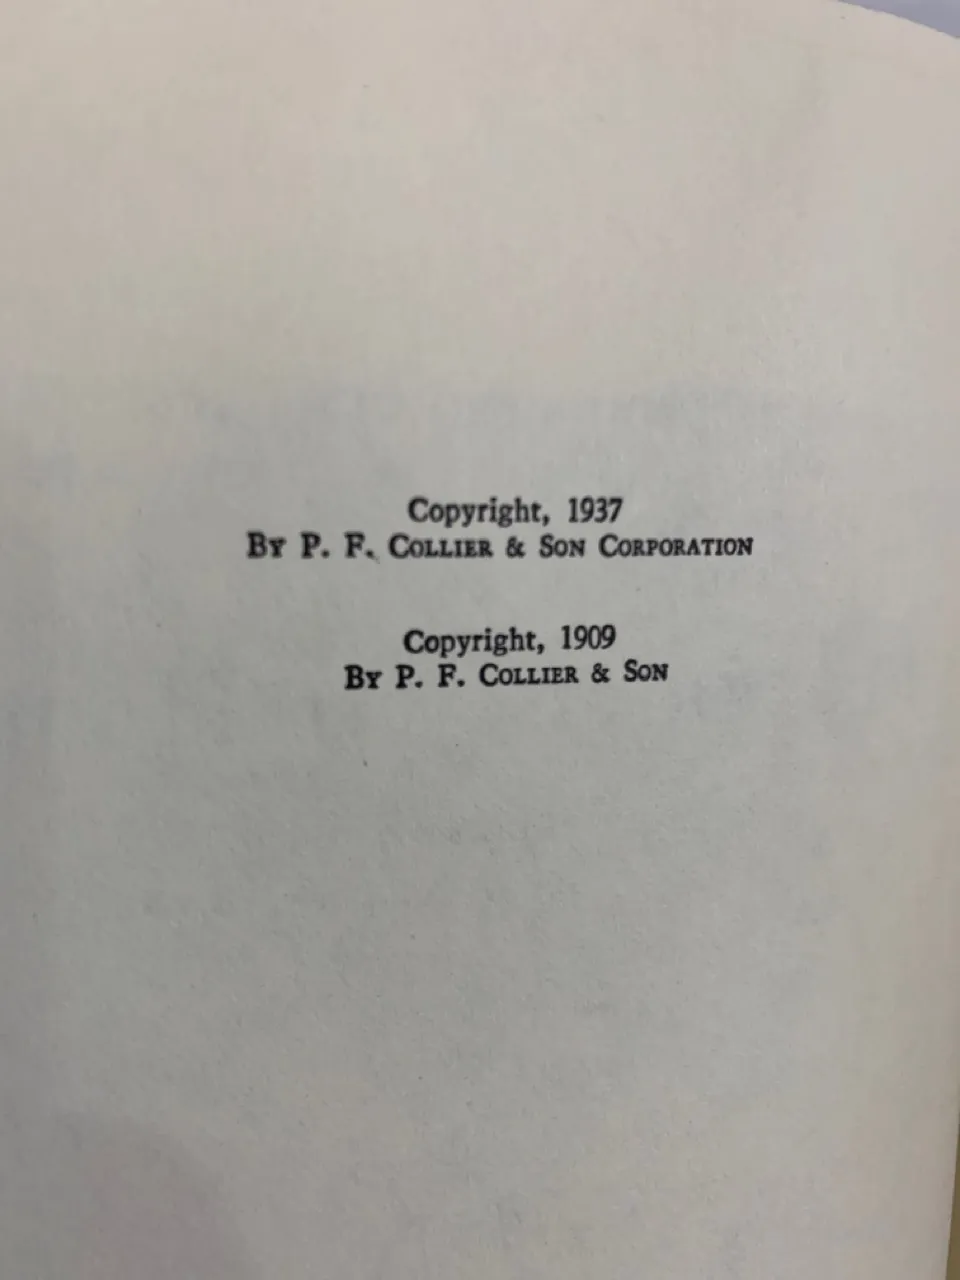 Copyright, 1937
By P. F. Collier & Son Corporation
Copyright, 1909
By P. F. Collier & Son